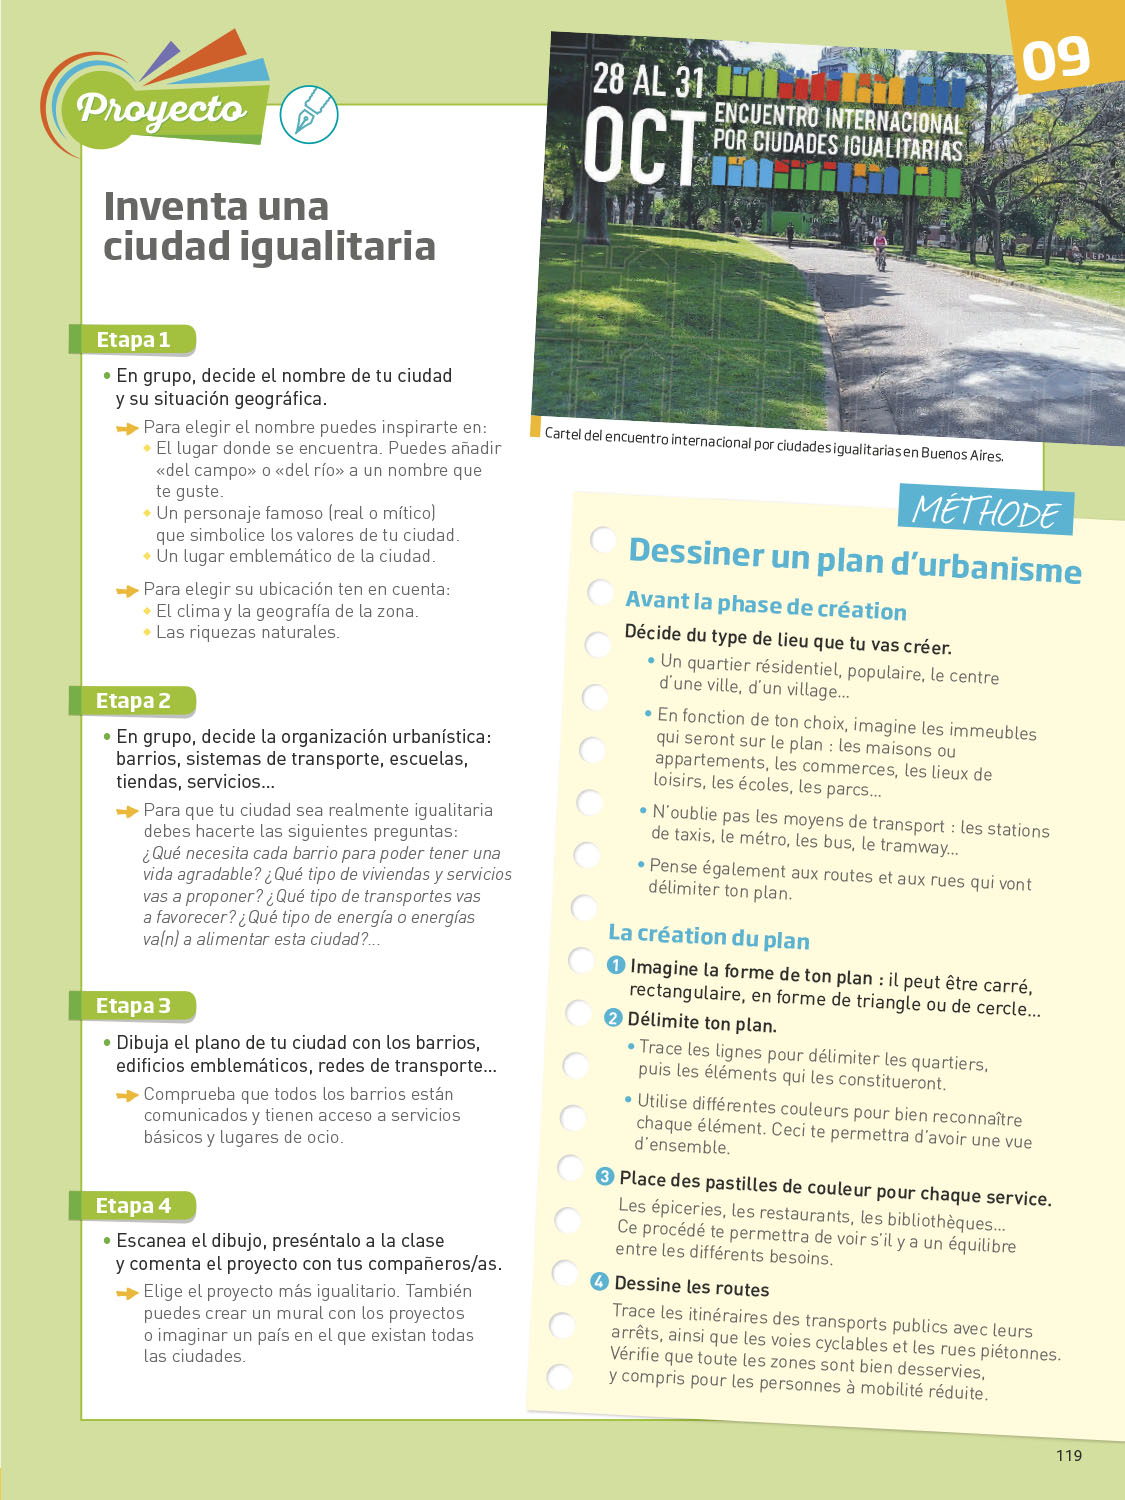 Proyecto
09
28 AL 31
OCT
ENCUENTRO INTERNACIONAL
POR CIUDADES IGUALITARIAS
Cartel del encuentro internacional por ciudades igualitarias en Buenos Aires.
Inventa una
ciudad igualitaria
Etapa 1
• En grupo, decide el nombre de tu ciudad
y su situación geográfica.
Para elegir el nombre puedes inspirarte en:
El lugar donde se encuentra. Puedes añadir
«del campo» o «del río» a un nombre que
te guste.
Un personaje famoso (real o mítico)
que simbolice los valores de tu ciudad.
Un lugar emblemático de la ciudad.
Para elegir su ubicación ten en cuenta:
El clima y la geografía de la zona.
Las riquezas naturales.
Etapa 2
• En grupo, decide la organización urbanística:
barrios, sistemas de transporte, escuelas,
tiendas, servicios...
Para que tu ciudad sea realmente igualitaria
debes hacerte las siguientes preguntas:
¿Qué necesita cada barrio para poder tener una
vida agradable? ¿Qué tipo de viviendas y servicios
vas a proponer? ¿Qué tipo de transportes vas
a favorecer? ¿Qué tipo de energía o energías
va(n) a alimentar esta ciudad?...
Etapa 3
• Dibuja el plano de tu ciudad con los barrios,
edificios emblemáticos, redes de transporte...
Comprueba que todos los barrios están
comunicados y tienen acceso a servicios
básicos y lugares de ocio.
Etapa 4
• Escanea el dibujo, preséntalo a la clase
y comenta el proyecto con tus compañeros/as.
Elige el proyecto más igualitario. También
puedes crear un mural con los proyectos
o imaginar un país en el que existan todas
las ciudades.
MÉTHODE
Dessiner un plan d'urbanisme
Avant la phase de création
Décide du type de lieu que tu vas créer.
• Un quartier résidentiel, populaire, le centre
d'une ville, d'un village...
• En fonction de ton choix, imagine les immeubles
qui seront sur le plan : les maisons ou
appartements, les commerces, les lieux de
loisirs, les écoles, les parcs...
• N'oublie pas les moyens de transport : les stations
de taxis, le métro, les bus, le tramway...
• Pense également aux routes et aux rues qui vont
délimiter ton plan.
La création du plan
1 Imagine la forme de ton plan : il peut être carré,
rectangulaire, en forme de triangle ou de cercle...
2 Délimite ton plan.
• Trace les lignes pour délimiter les quartiers,
puis les éléments qui les constitueront.
• Utilise différentes couleurs pour bien reconnaître
chaque élément. Ceci te permettra d'avoir une vue
d'ensemble.
3 Place des pastilles de couleur pour chaque service.
Les épiceries, les restaurants, les bibliothèques...
Ce procédé te permettra de voir s'il y a un équilibre
entre les différents besoins.
4 Dessine les routes
Trace les itinéraires des transports publics avec leurs
arrêts, ainsi que les voies cyclables et les rues piétonnes.
Vérifie que toute les zones sont bien desservies,
y compris pour les personnes à mobilité réduite.
119